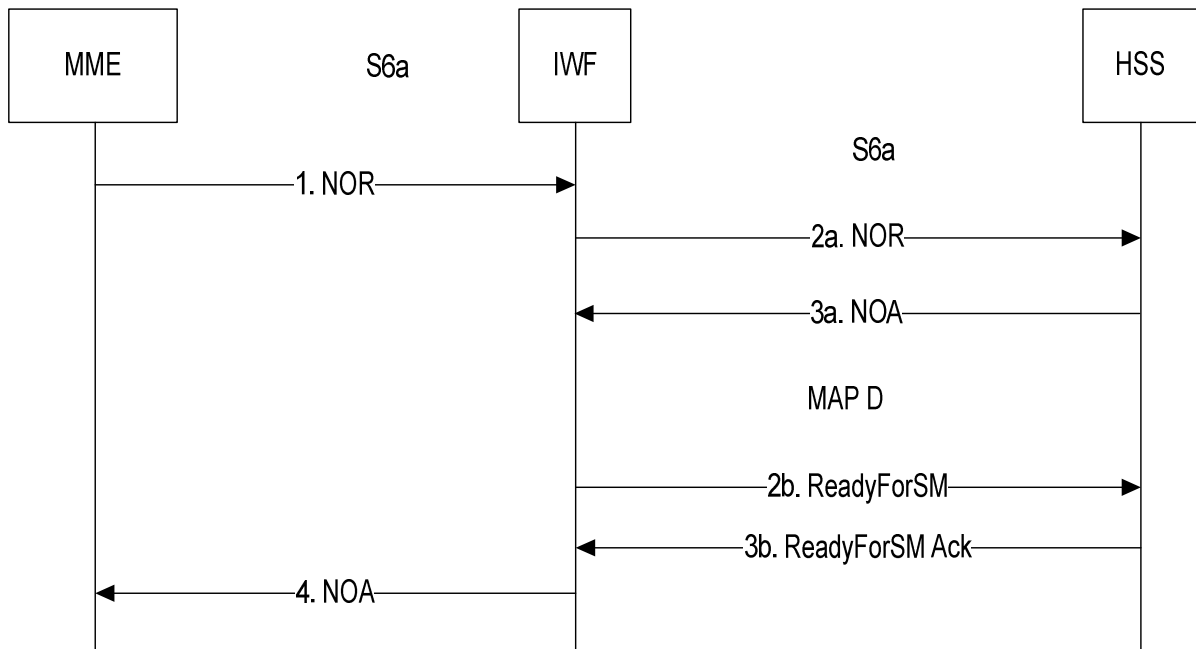 MME
S6a
IWF
HSS
S6a
1. NOR
2a. NOR
3a. NOA
MAP D
2b. ReadyForSM
3b. ReadyForSM Ack
4. NOA